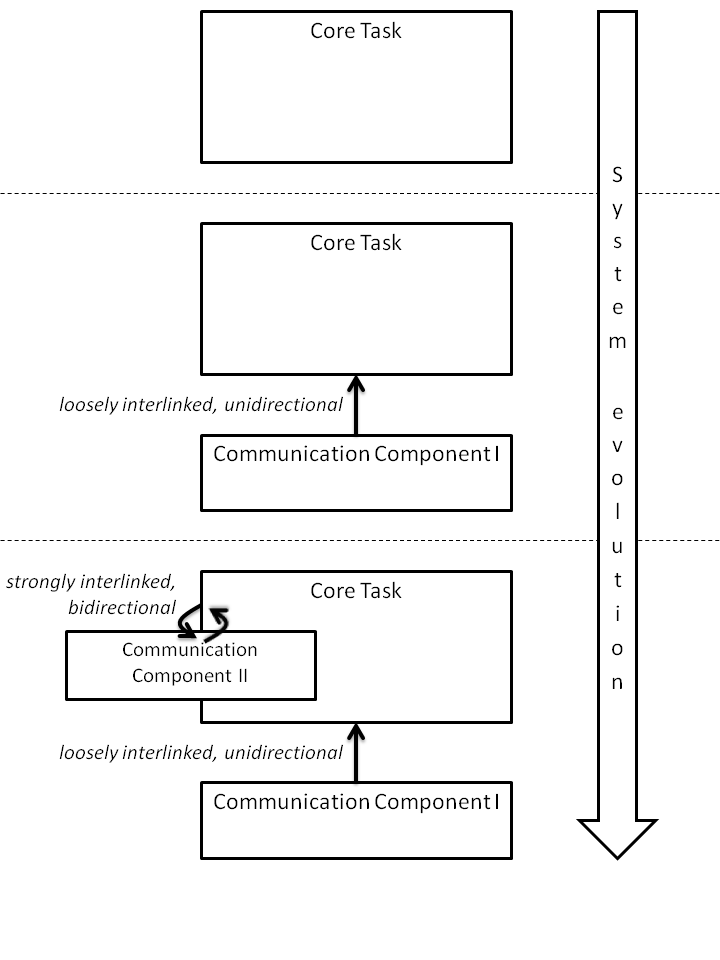 Core Task
Core Task
loosely interlinked, unidirectional
Communication Component I
strongly interlinked,
bidirectional
Core Task
Communication
Component II
loosely interlinked, unidirectional
Communication Component I
System evolution